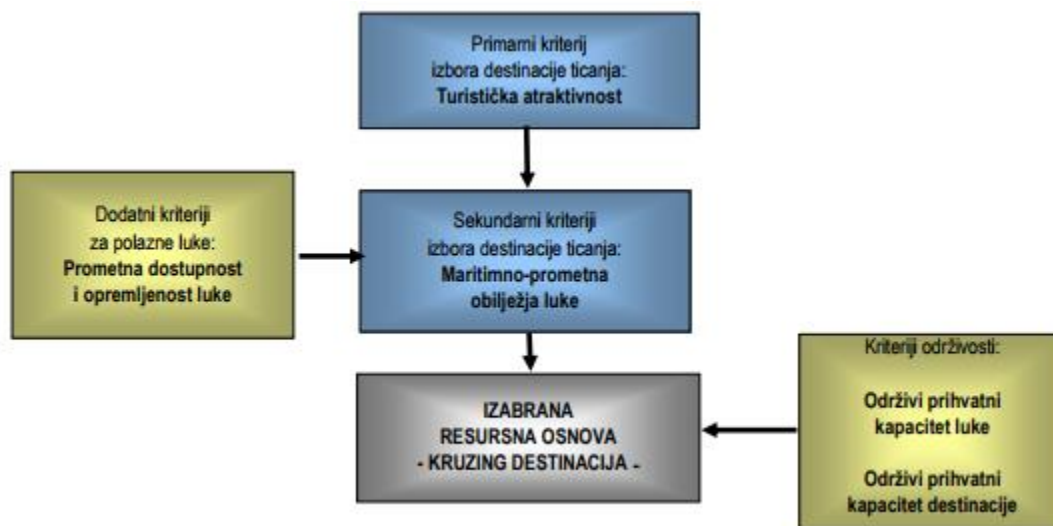 Primarni kriterij
izbora destinacije ticanja:
Turistička atraktivnost
Dodatni kriteriji
za polazne luke:
Prometna dostupnost
i opremljenost luke
Sekundarni kriteriji
izbora destinacije ticanja:
Maritimno-prometna
obilježja luke
Kriteriji održivosti:
Održivi prihvatni
kapacitet luke
Održivi prihvatni
kapacitet destinacije
IZABRANA
RESURSNA OSNOVA
- KRUZING DESTINACIJA -